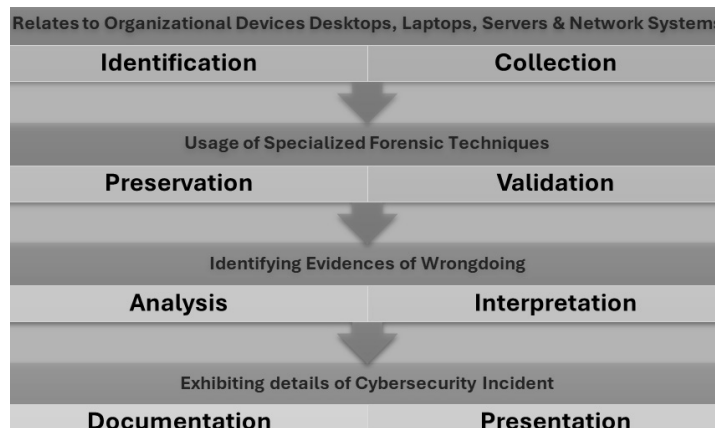 Relates to Organizational Devices Desktops, Laptops, Servers & Network Systems
Identification Collection
Usage of Specialized Forensic Techniques
Preservation Validation
Identifying Evidences of Wrongdoing
Analysis Interpretation
Exhibiting details of Cybersecurity Incident
Documentation Presentation